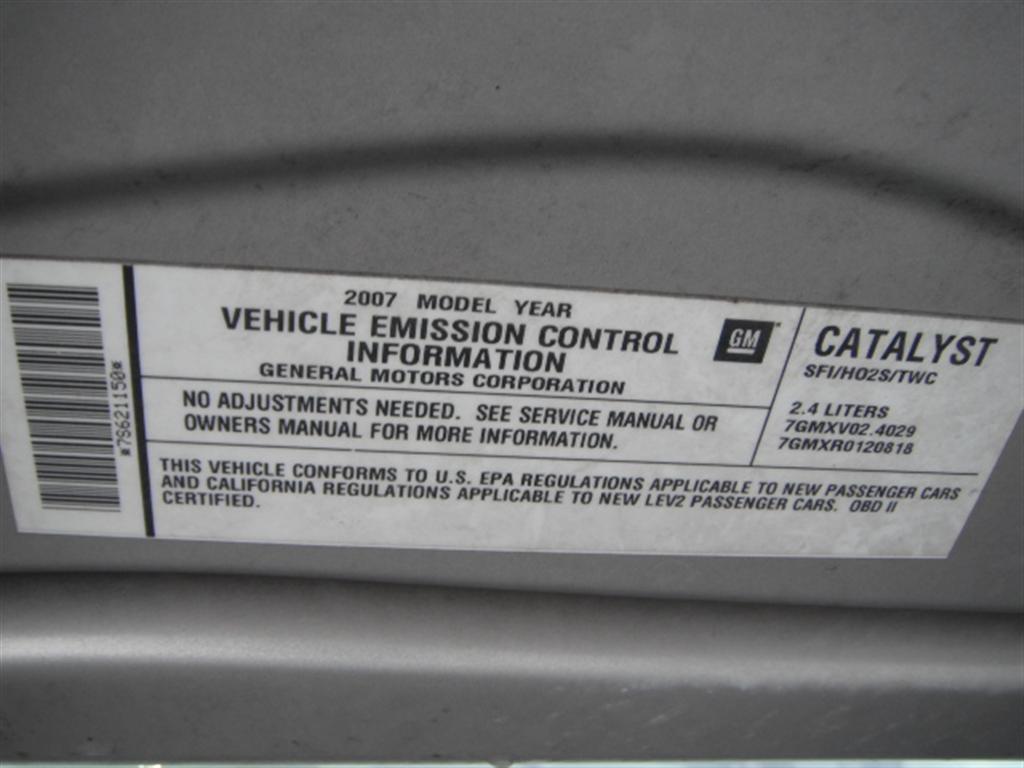 *7S621150*
2007 MODEL YEAR
VEHICLE EMISSION CONTROL
INFORMATION
GENERAL MOTORS CORPORATION
GM
CATALYST
SFI/HO2S/TWC
2.4 LITERS
7GMXV02.4029
7GMXR0120818
NO ADJUSTMENTS NEEDED. SEE SERVICE MANUAL OR
OWNERS MANUAL FOR MORE INFORMATION.
THIS VEHICLE CONFORMS TO U.S. EPA REGULATIONS APPLICABLE TO NEW PASSENGER CARS
AND CALIFORNIA REGULATIONS APPLICABLE TO NEW LEV2 PASSENGER CARS. OBD II
CERTIFIED.